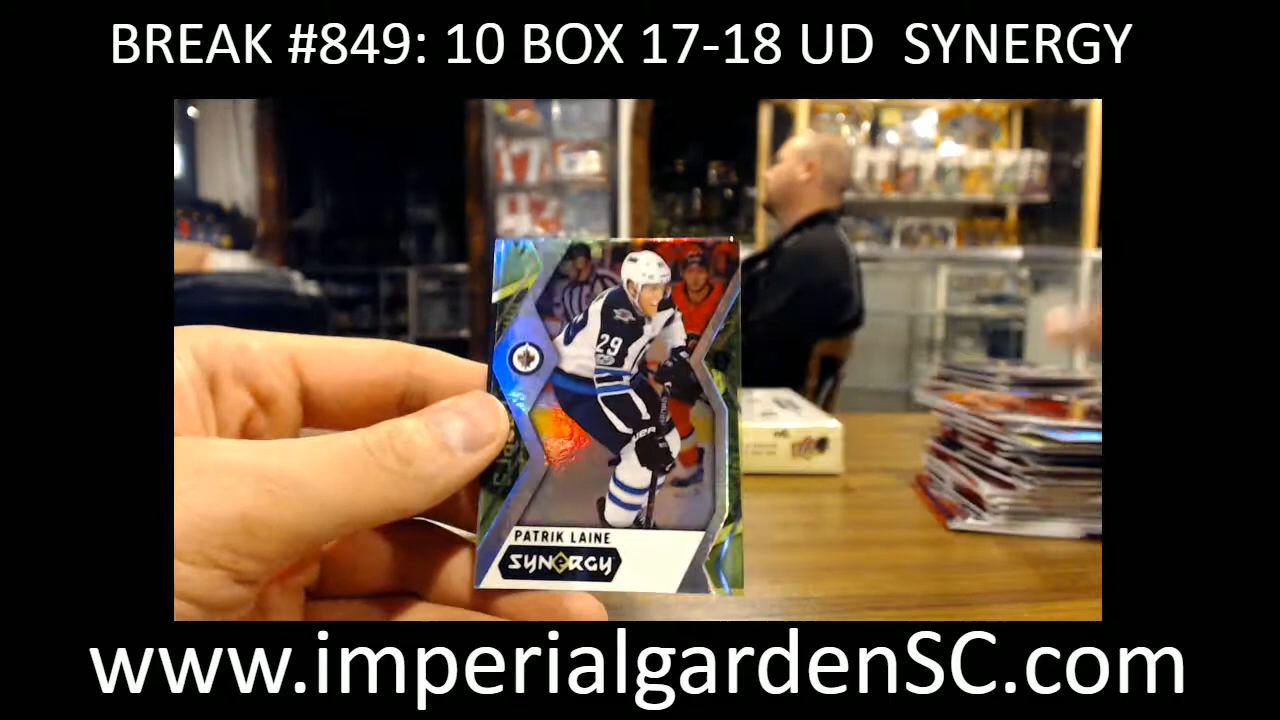 BREAK #849: 10 BOX 17-18 UD SYNERGY
29
PATRIK LAINE
SYNERGY
www.imperialgardenSC.com